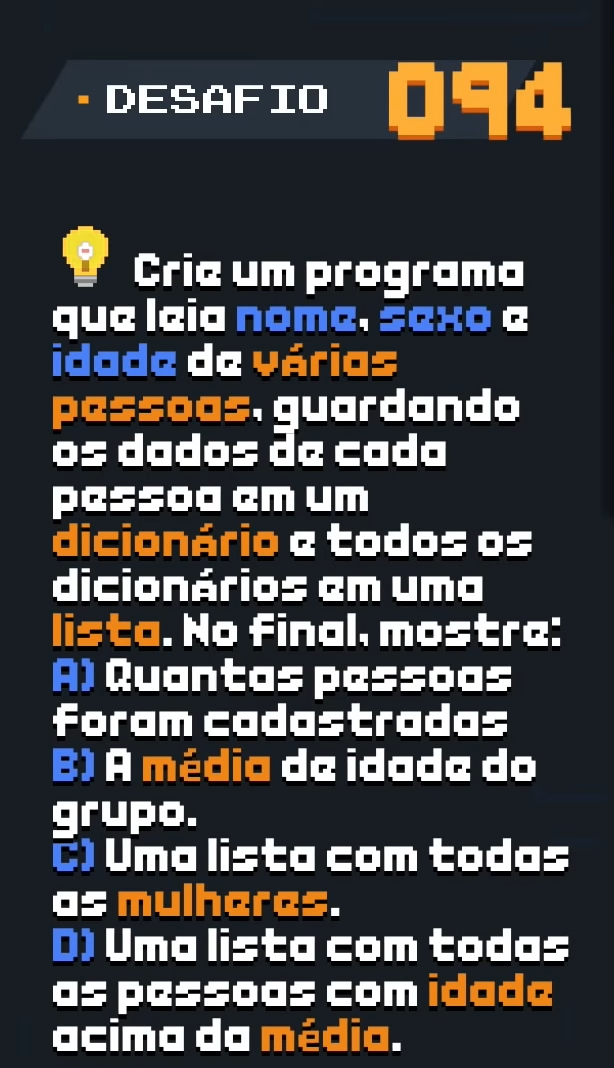 DESAFIO 094
Crie um programa
que leia nome, sexo e
idade de várias
pessoas, guardando
os dados de cada
pessoa em um
dicionário e todos os
dicionários em uma
lista. No final, mostre:
A) Quantas pessoas
foram cadastradas
B) A média de idade do
grupo.
C) Uma lista com todas
as mulheres.
D) Uma lista com todas
as pessoas com idade
acima da média.